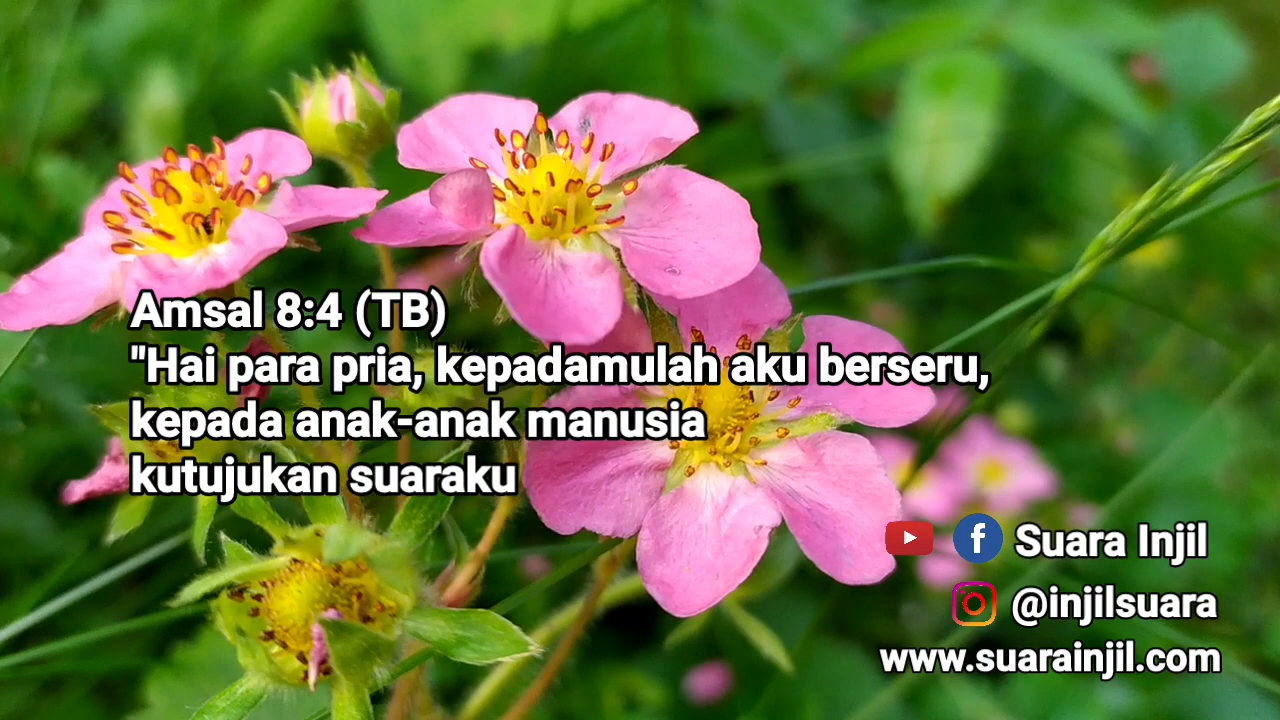 Amsal 8:4 (TB)
"Hai para pria, kepadamulah aku berseru,
kepada anak-anak manusia
kutujukan suaraku
Suara Injil
@injilsuara
www.suarainjil.com